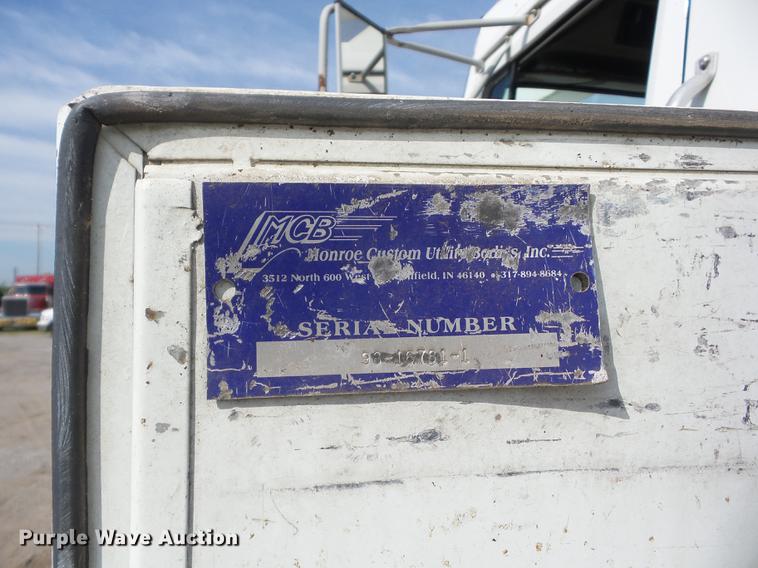 MCB
Monroe Custom Utility Bodies, Inc.
3512 North 600 West IN 46140 • 317-894-8684
SERIAL NUMBER
Purple Wave Auction